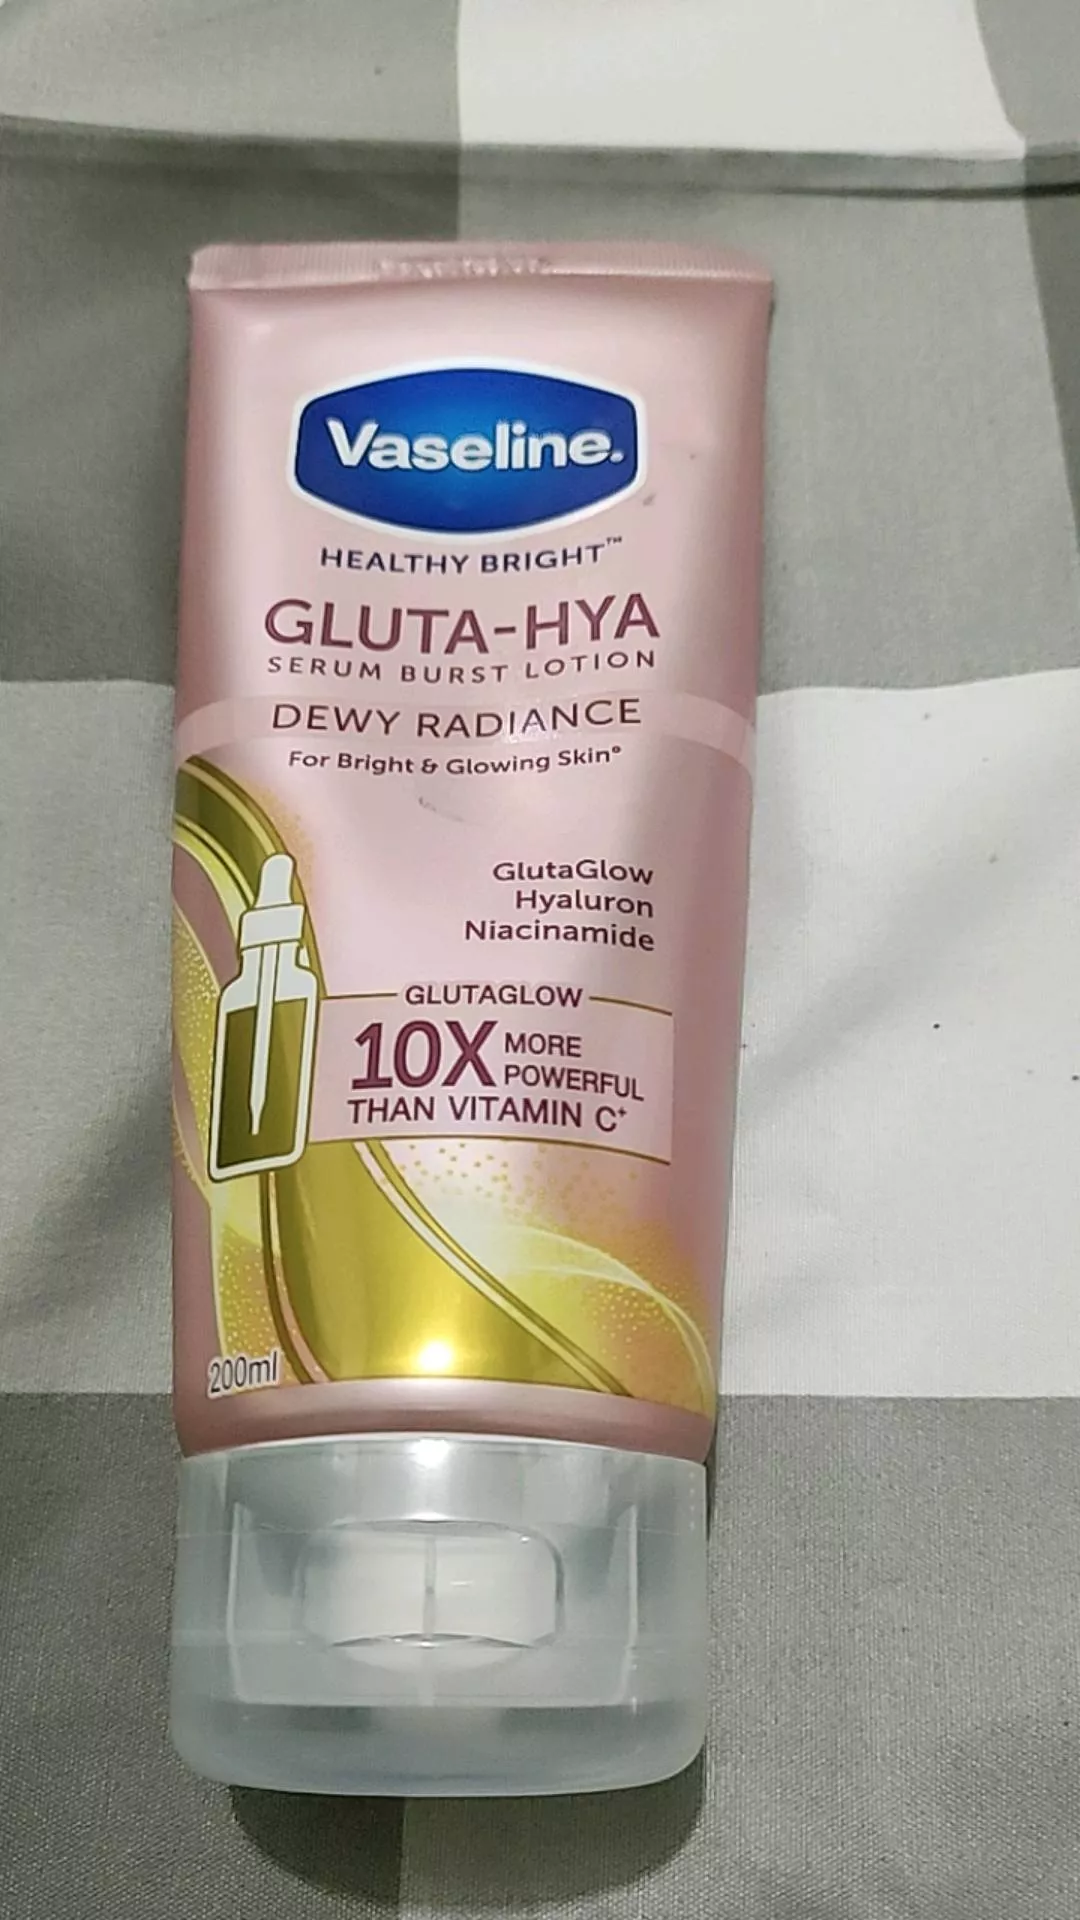 Vaseline.
HEALTHY BRIGHT™
GLUTA-HYA
SERUM BURST LOTION
DEWY RADIANCE
For Bright & Glowing Skin°
GlutaGlow
Hyaluron
Niacinamide
GLUTAGLOW
10X MORE
POWERFUL
THAN VITAMIN C⁺
200ml